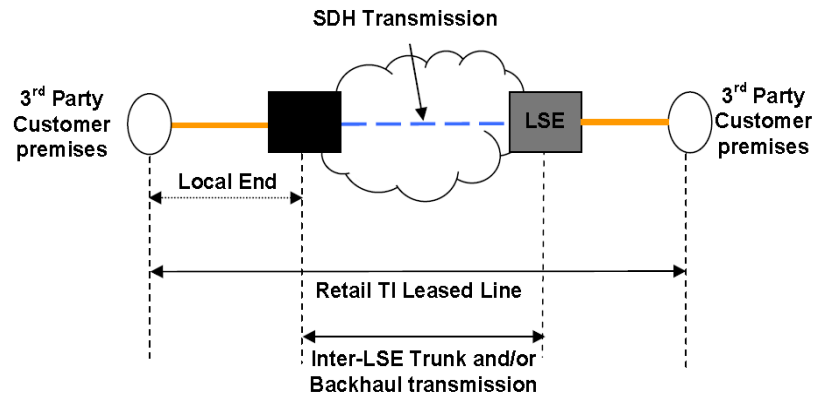 SDH Transmission
3rd Party
Customer
premises
LSE
3rd Party
Customer
premises
Local End
Retail TI Leased Line
Inter-LSE Trunk and/or
Backhaul transmission